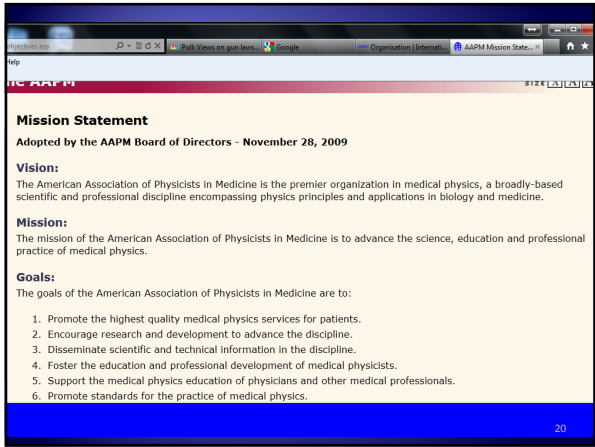 objectives.asp
Poll: Views on gun laws...
Google
Organisation | Internati...
AAPM Mission State...
Help
the AAPM
SIZE A A A
Mission Statement
Adopted by the AAPM Board of Directors - November 28, 2009
Vision:
The American Association of Physicists in Medicine is the premier organization in medical physics, a broadly-based
scientific and professional discipline encompassing physics principles and applications in biology and medicine.
Mission:
The mission of the American Association of Physicists in Medicine is to advance the science, education and professional
practice of medical physics.
Goals:
The goals of the American Association of Physicists in Medicine are to:
1. Promote the highest quality medical physics services for patients.
2. Encourage research and development to advance the discipline.
3. Disseminate scientific and technical information in the discipline.
4. Foster the education and professional development of medical physicists.
5. Support the medical physics education of physicians and other medical professionals.
6. Promote standards for the practice of medical physics.
20